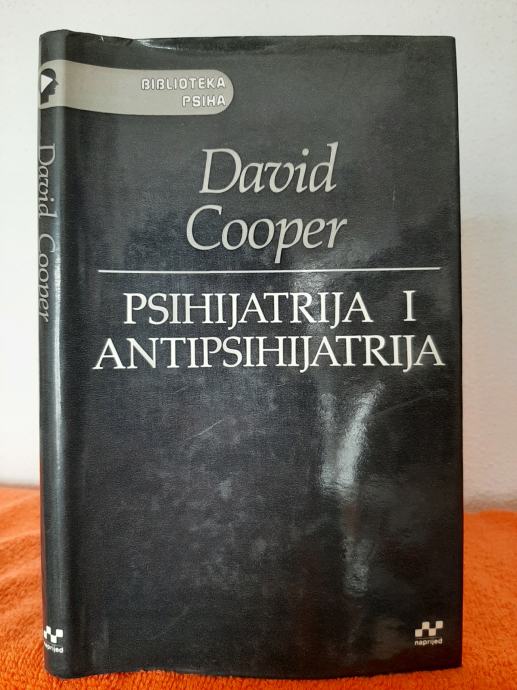 BIBLIOTEKA
PSIHA
David
Cooper
PSIHIJATRIJA I
ANTIPSIHIJATRIJA
naprijed
David Cooper
naprijed